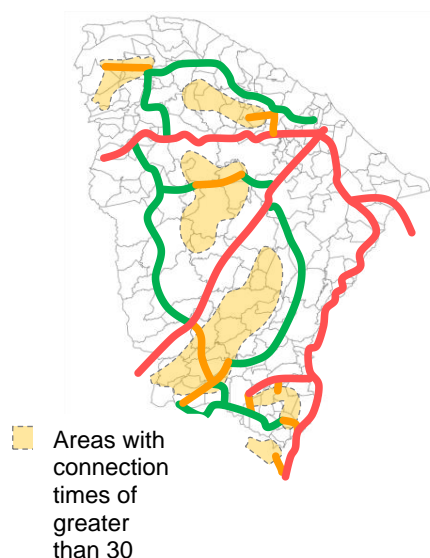 Areas with
connection
times of
greater
than 30